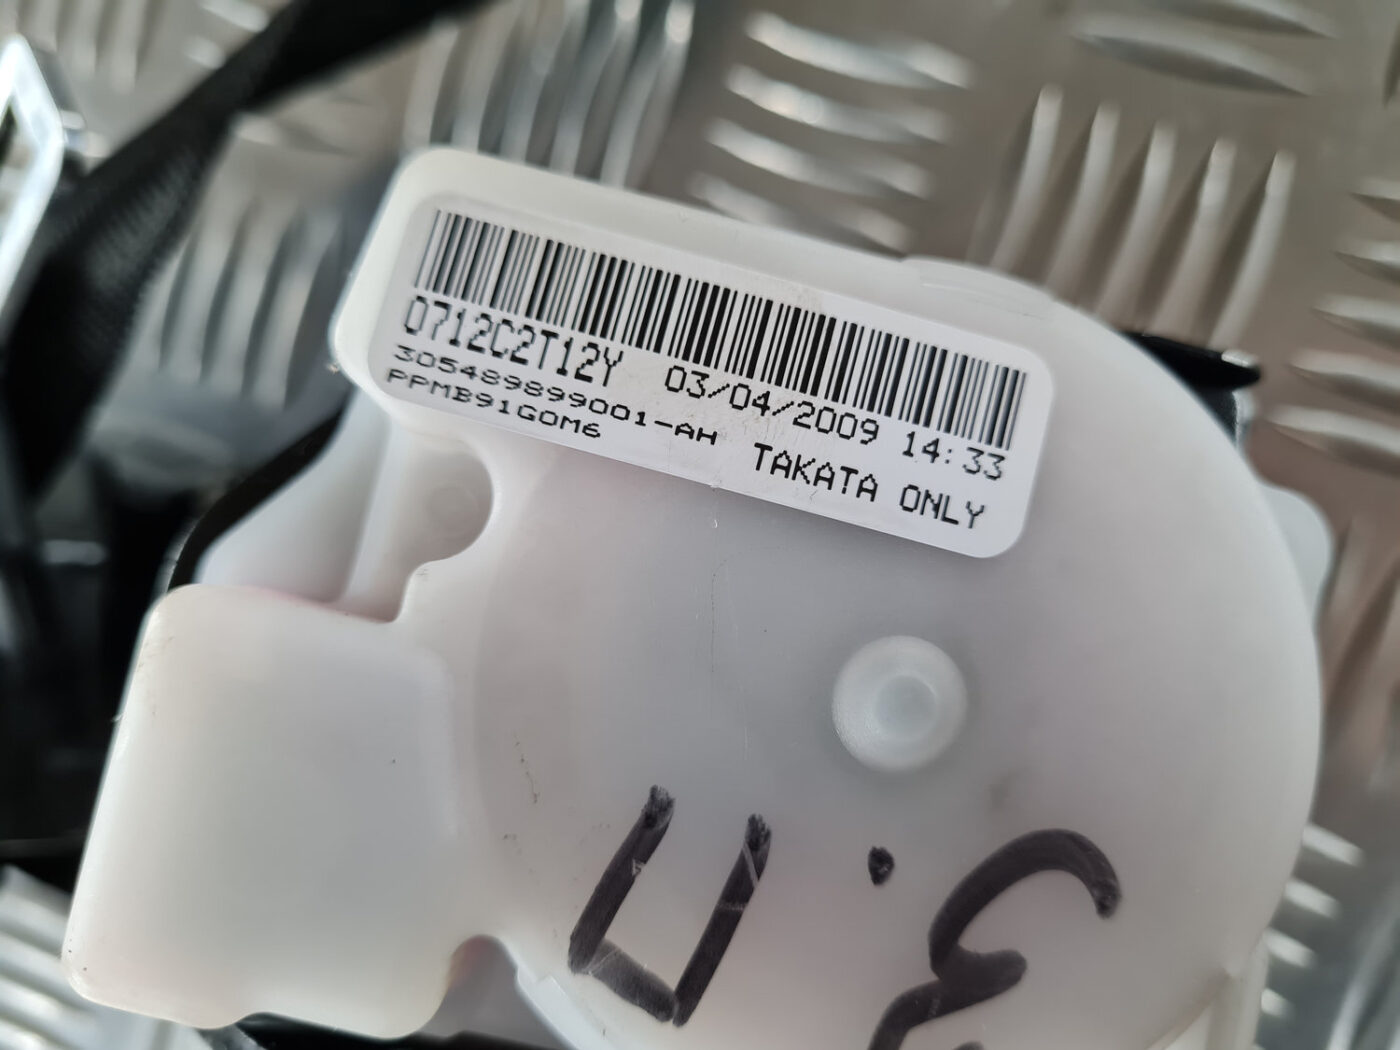 0712C2T12Y 03/04/2009 14:33
305489899001-AH TAKATA ONLY
PPMB91G0M6